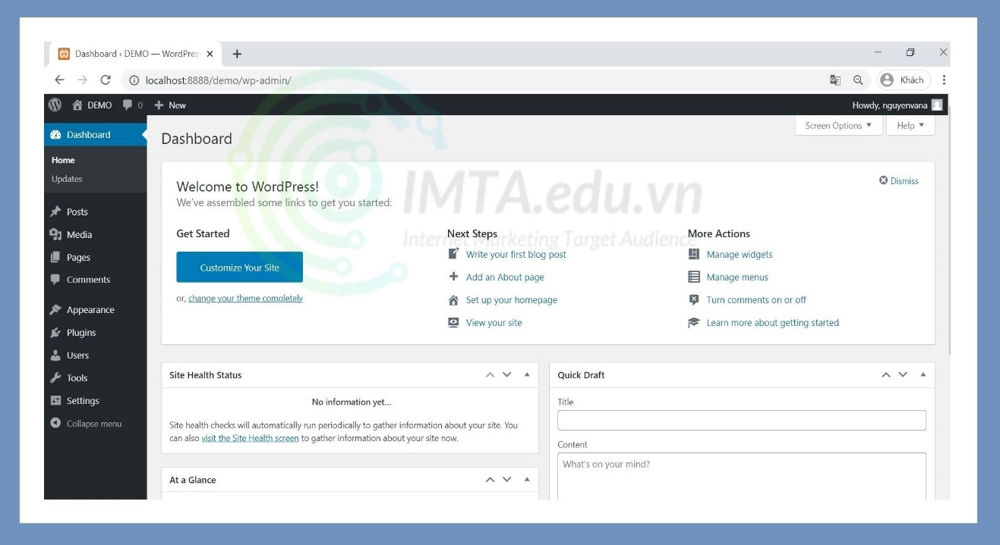 Dashboard ‹ DEMO — WordPres
localhost:8888/demo/wp-admin/
Khách
DEMO 0 New
Howdy, nguyenvana
Dashboard
Home
Updates
Posts
Media
Pages
Comments
Appearance
Plugins
Users
Tools
Settings
Collapse menu
Screen Options
Help
Dashboard
IMTA.edu.vn
Internet Marketing Target Audience
Welcome to WordPress!
We've assembled some links to get you started:
Dismiss
Get Started
Customize Your Site
or, change your theme completely
Next Steps
Write your first blog post
Add an About page
Set up your homepage
View your site
More Actions
Manage widgets
Manage menus
Turn comments on or off
Learn more about getting started
Site Health Status
No information yet...
Site health checks will automatically run periodically to gather information about your site. You
can also visit the Site Health screen to gather information about your site now.
At a Glance
Quick Draft
Title
Content
What's on your mind?